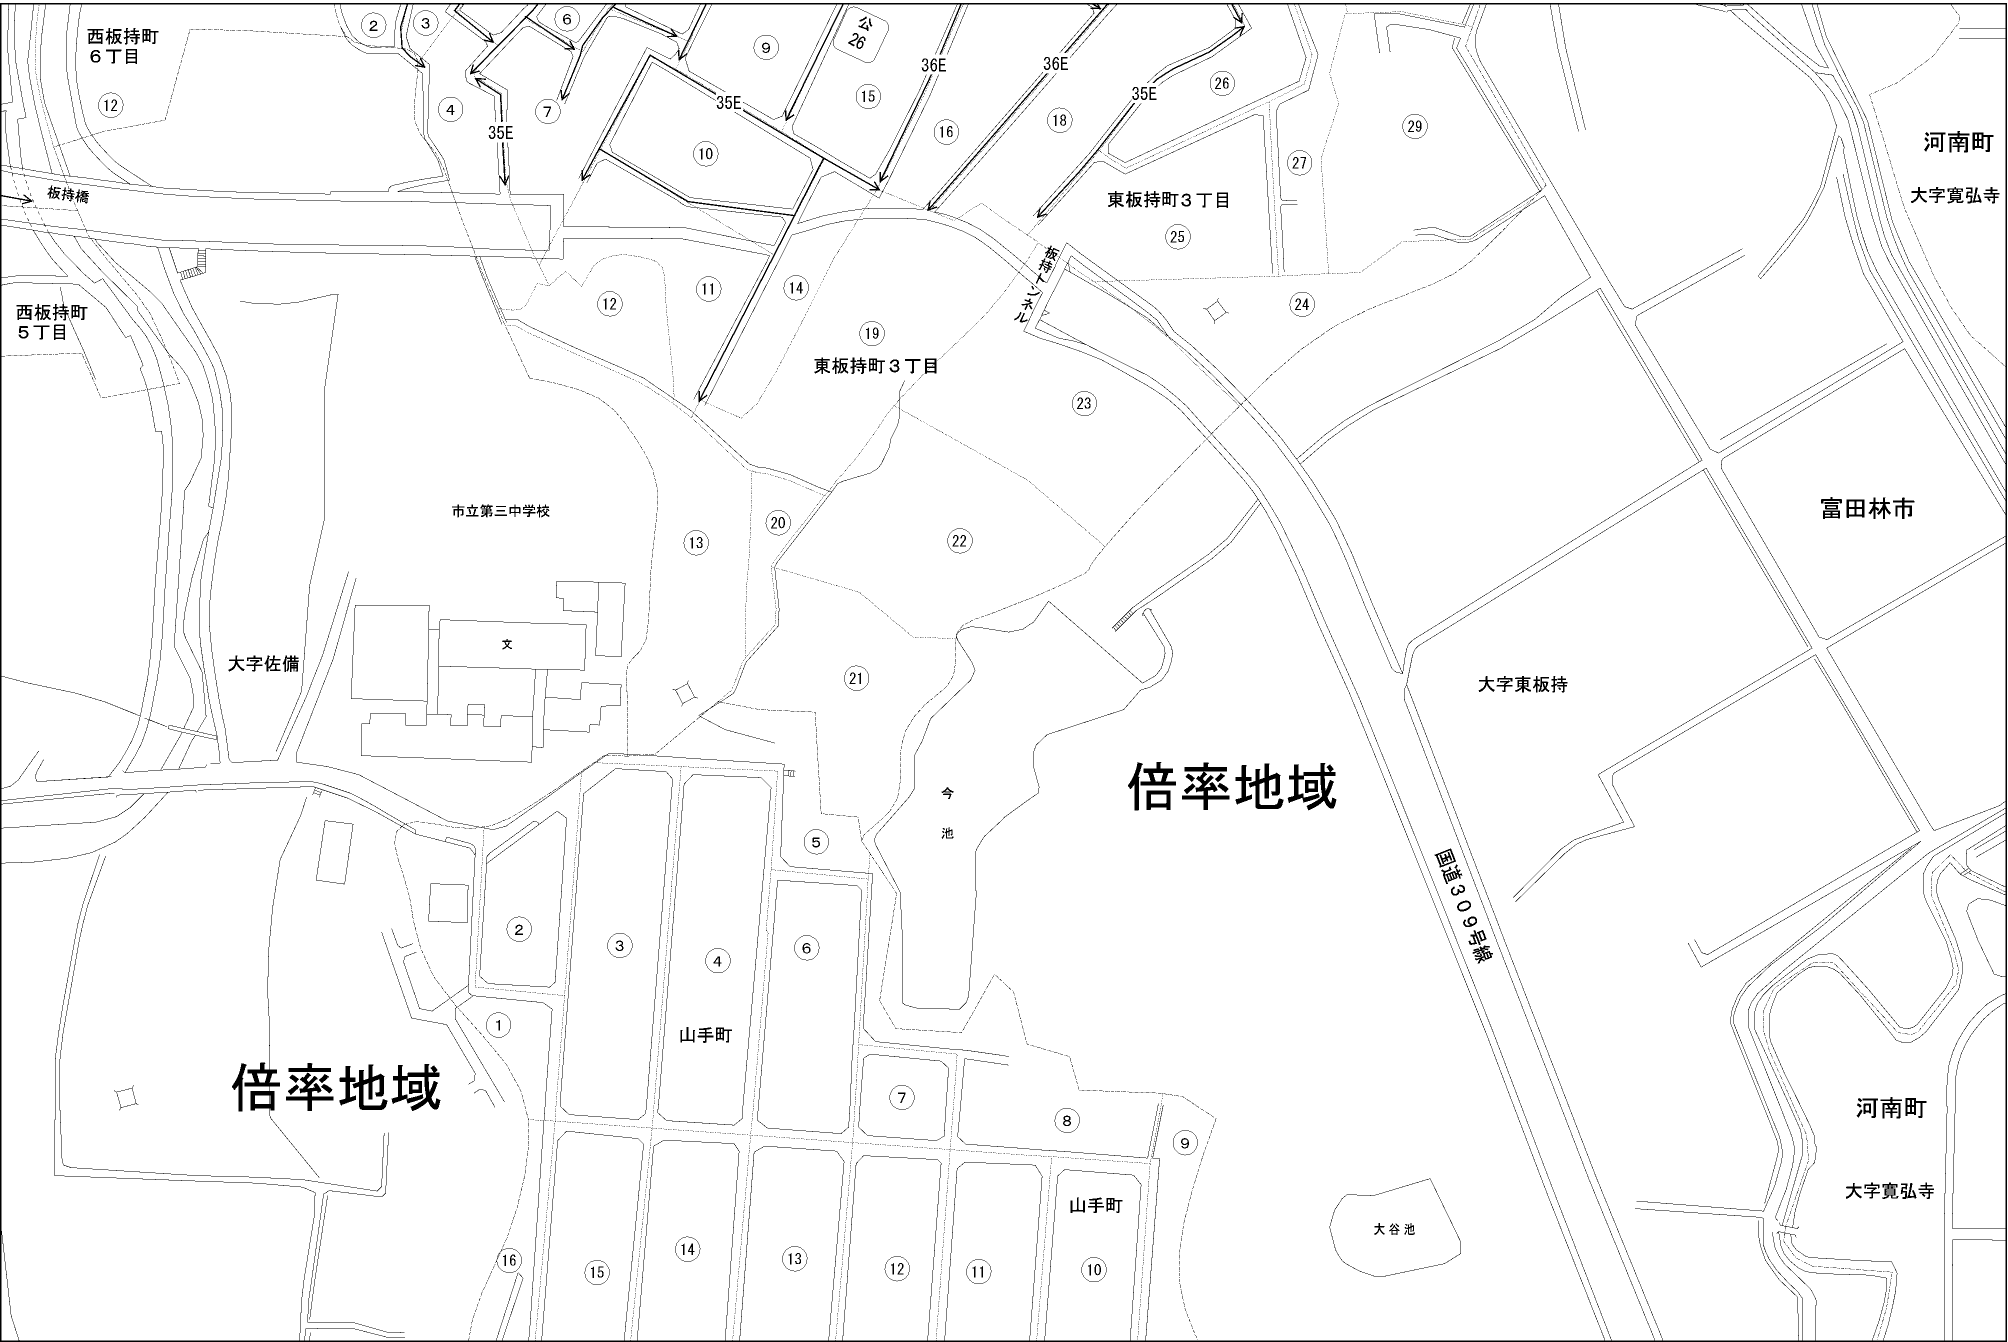 ②
③
⑥
西板持町
６丁目
⑫
④
⑦
⑨
公
26
⑮
35E
36E
36E
35E
35E
⑩
⑯
⑱
㉖
㉗
㉙
河南町
大字寛弘寺
板持橋
東板持町３丁目
㉕
板持トンネル
西板持町
５丁目
⑫
⑪
⑭
⑲
東板持町３丁目
㉓
㉔
市立第三中学校
⑬
⑳
㉒
富田林市
大字佐備
文
㉑
大字東板持
倍率地域
今池
⑤
国道３０９号線
②
③
④
⑥
①
山手町
倍率地域
⑦
⑧
⑨
河南町
大字寛弘寺
山手町
大谷池
⑯
⑮
⑭
⑬
⑫
⑪
⑩